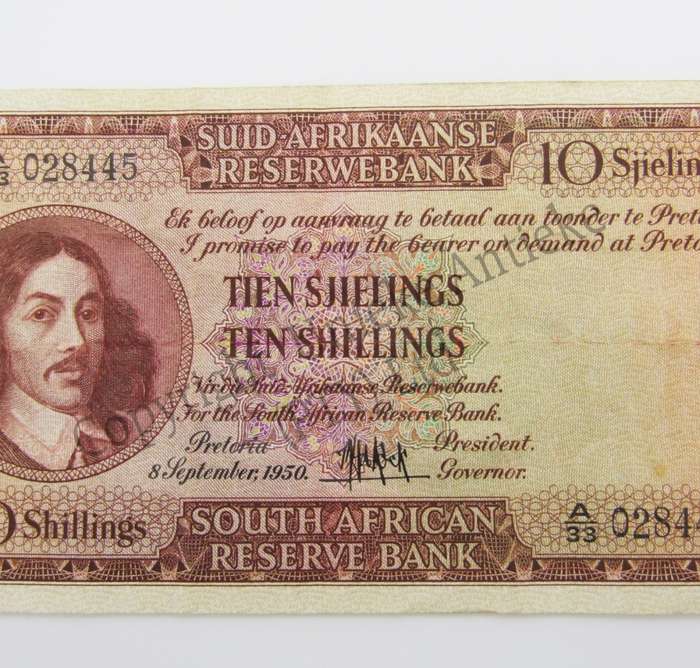 SUID-AFRIKAANSE
RESERWEBANK
028445
10 Sjielin
Ek beloof op aanvraag te betaal aan toonder te Pret
I promise to pay the bearer on demand at Preto
TIEN SJIELINGS
TEN SHILLINGS
Vir die Suid-Afrikaanse Reserwebank.
For the South African Reserve Bank.
Pretoria
8 September, 1950.
President.
Governor.
Shillings
SOUTH AFRICAN
RESERVE BANK
A/33 0284
Copyright
Antieke